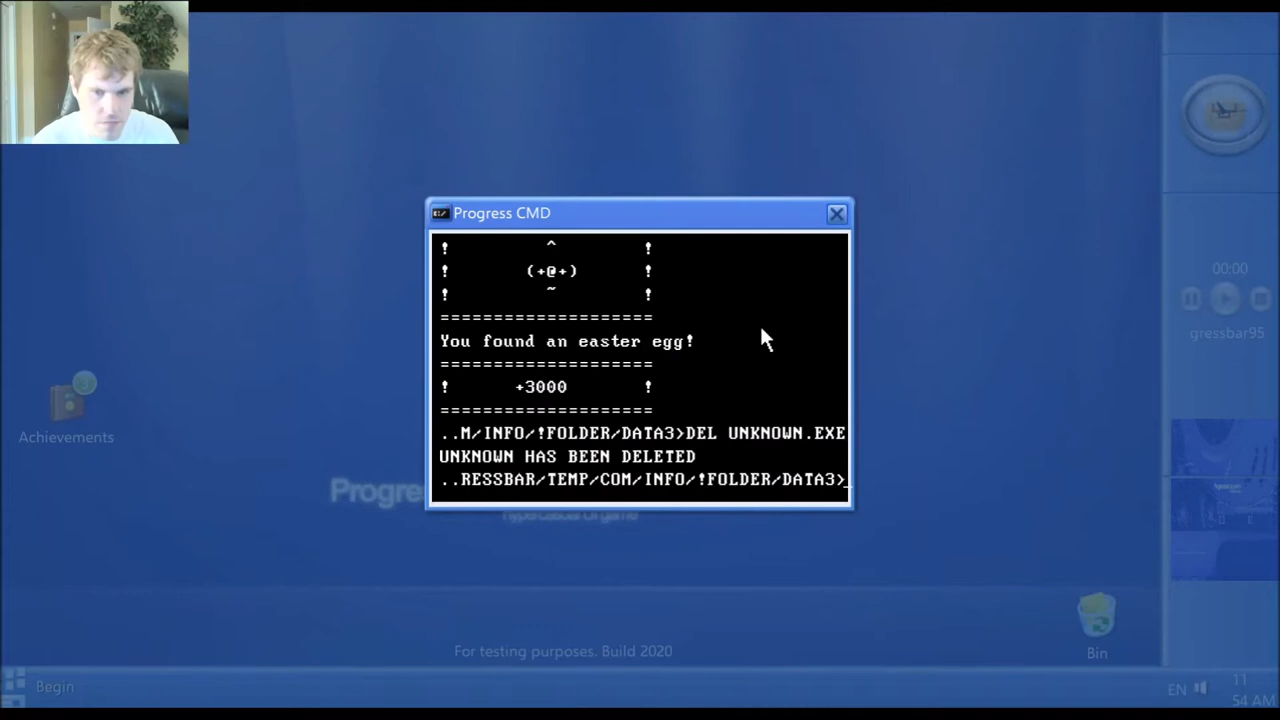 Progress CMD
! ^ !
! (+@+) !
! ~ !
====================
You found an easter egg!
====================
! +3000 !
====================
..M/INFO/!FOLDER/DATA3>DEL UNKNOWN.EXE
UNKNOWN HAS BEEN DELETED
..RESSBAR/TEMP/COM/INFO/!FOLDER/DATA3>_
00:00
gressbar95
Achievements
Progre
For testing purposes. Build 2020
Bin
Begin
EN
11
54 AM